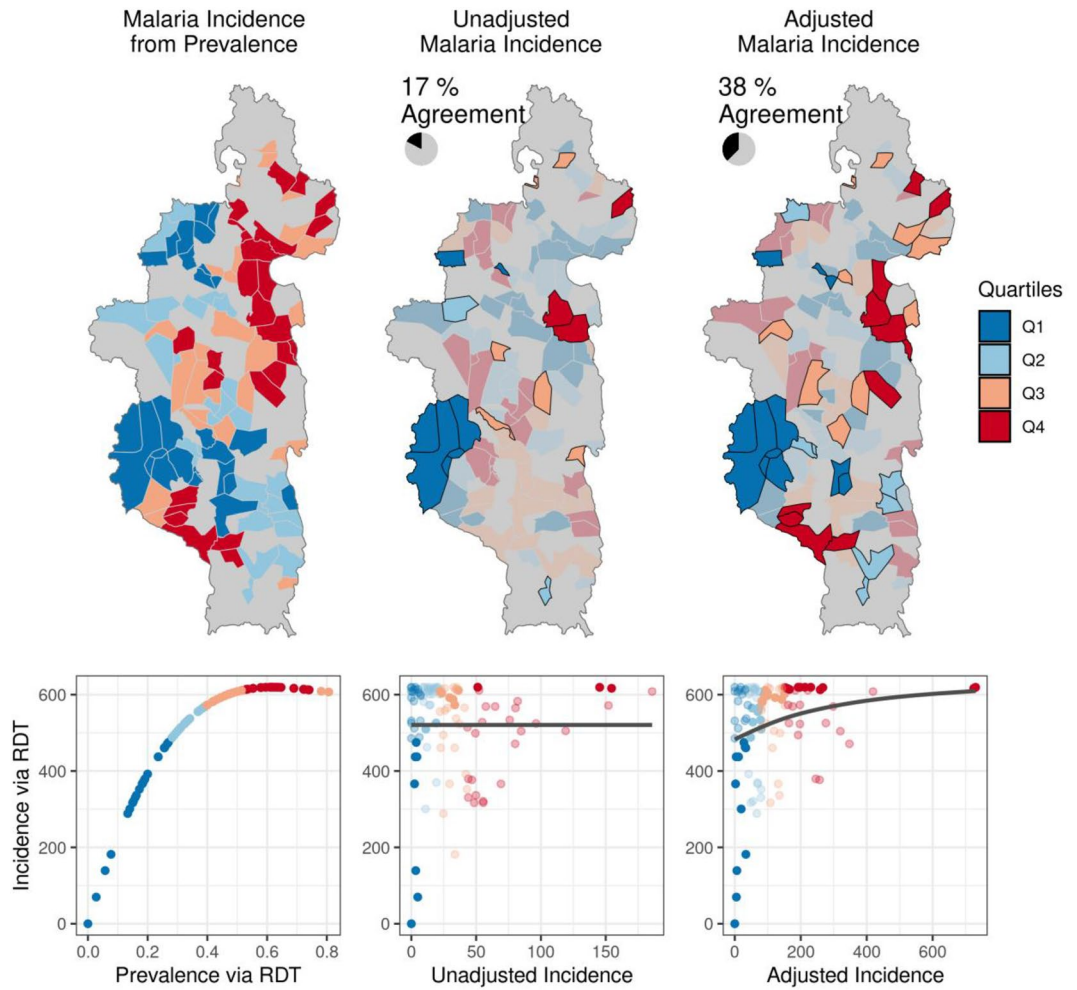 Malaria Incidence
from Prevalence
Unadjusted
Malaria Incidence
Adjusted
Malaria Incidence
17 %
Agreement
38 %
Agreement
Quartiles
Q1
Q2
Q3
Q4
Incidence via RDT
600
400
200
0
0.0 0.2 0.4 0.6 0.8
Prevalence via RDT
600
400
200
0
0 50 100 150
Unadjusted Incidence
600
400
200
0
0 200 400 600
Adjusted Incidence